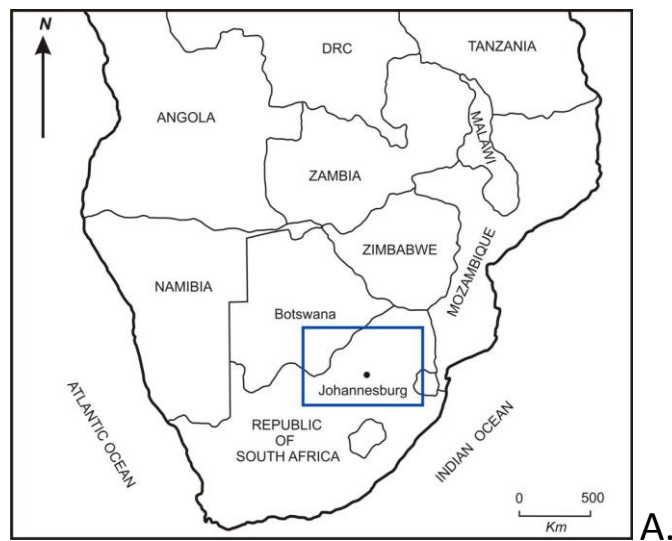 N
DRC
TANZANIA
ANGOLA
MALAWI
ZAMBIA
ZIMBABWE
MOZAMBIQUE
NAMIBIA
Botswana
Johannesburg
ATLANTIC OCEAN
REPUBLIC
OF
SOUTH AFRICA
INDIAN OCEAN
0 500
Km
A.